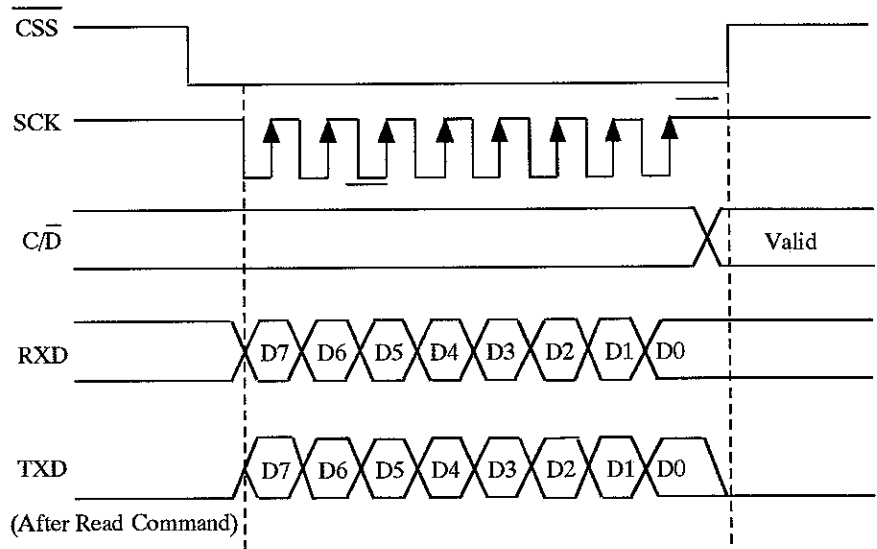 CSS
SCK
C/D Valid
RXD D7 D6 D5 D4 D3 D2 D1 D0
TXD D7 D6 D5 D4 D3 D2 D1 D0
(After Read Command)